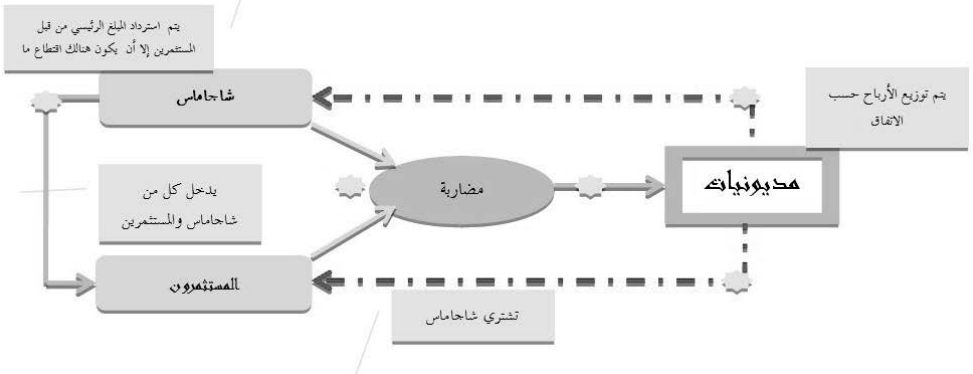 يتم استرداد المبلغ الرئيسي من قبل
المستثمرين إلا أن يكون هنالك اقتطاع ما
شاجاماس
يتم توزيع الأرباح حسب
الاتفاق
مضاربة
مديونيات
يدخل كل من
شاجاماس والمستثمرين
المستثمرون
تشتري شاجاماس